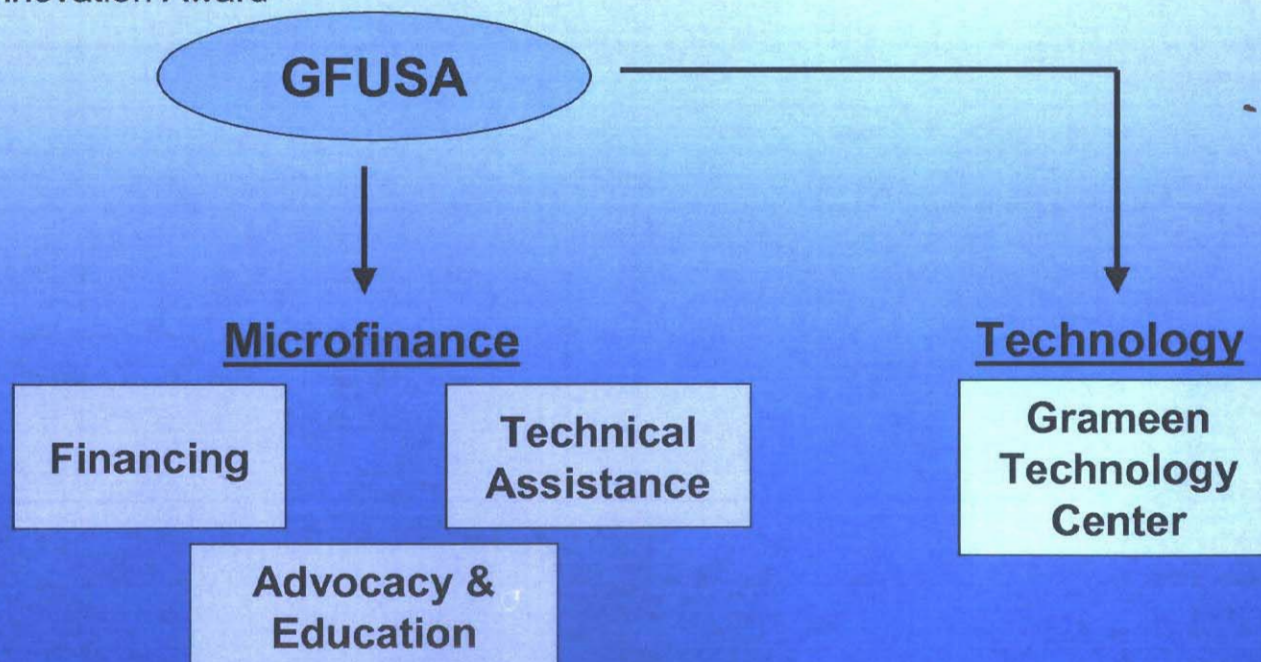 GFUSA
Microfinance
Technology
Financing
Technical
Assistance
Advocacy &
Education
Grameen
Technology
Center